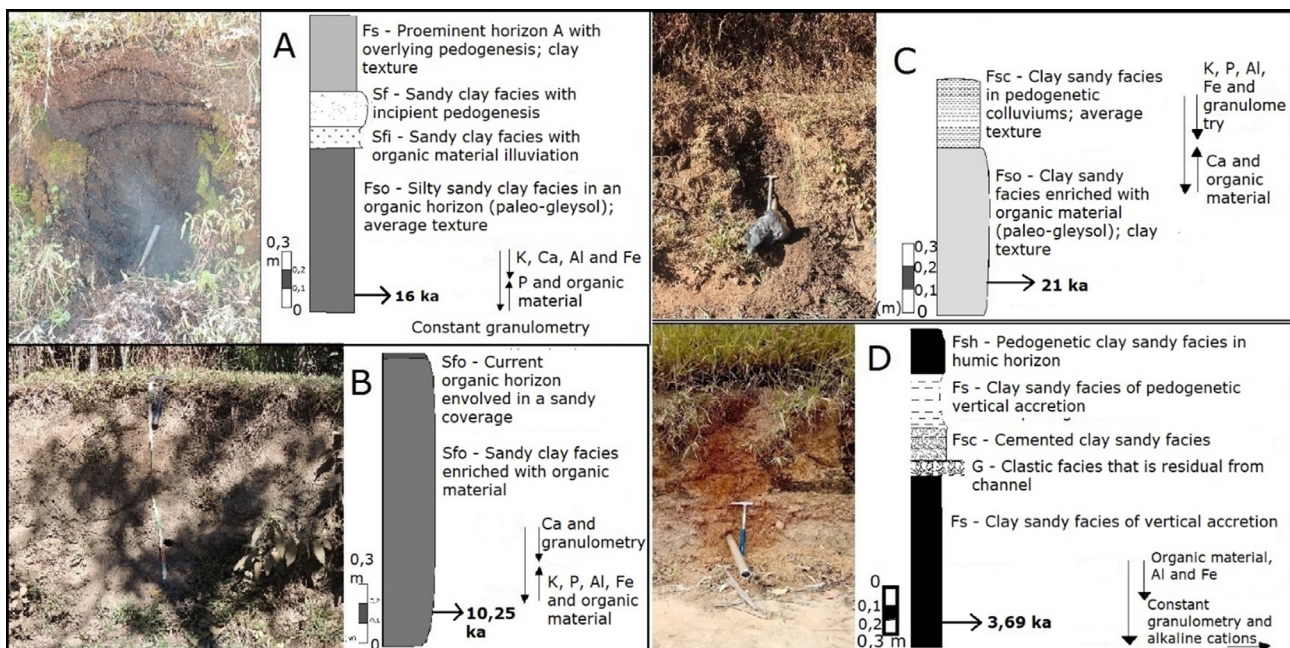 A
Fs - Proeminent horizon A with
overlying pedogenesis; clay
texture
Sf - Sandy clay facies with
incipient pedogenesis
Sfi - Sandy clay facies with
organic material illuviation
Fso - Silty sandy clay facies in an
organic horizon (paleo-gleysol);
average texture
0,3
m
0,2
0,1
0
16 ka
K, Ca, Al and Fe
P and organic
material
Constant granulometry
B
Sfo - Current
organic horizon
envolved in a sandy
coverage
Sfo - Sandy clay facies
enriched with organic
material
0,3
m
0
10,25
ka
Ca and
granulometry
K, P, Al, Fe
and organic
material
C
Fsc - Clay sandy facies
in pedogenetic
colluviums; average
texture
Fso - Clay sandy
facies enriched with
organic material
(paleo-gleysol); clay
texture
0,3
0,2
0,1
(m) 0
21 ka
K, P, Al,
Fe and
granulome
try
Ca and
organic
material
D
Fsh - Pedogenetic clay sandy facies in
humic horizon
Fs - Clay sandy facies of pedogenetic
vertical accretion
Fsc - Cemented clay sandy facies
G - Clastic facies that is residual from
channel
Fs - Clay sandy facies of vertical accretion
0
0,1
0,2
0,3 m
3,69 ka
Organic material,
Al and Fe
Constant
granulometry and
alkaline cations